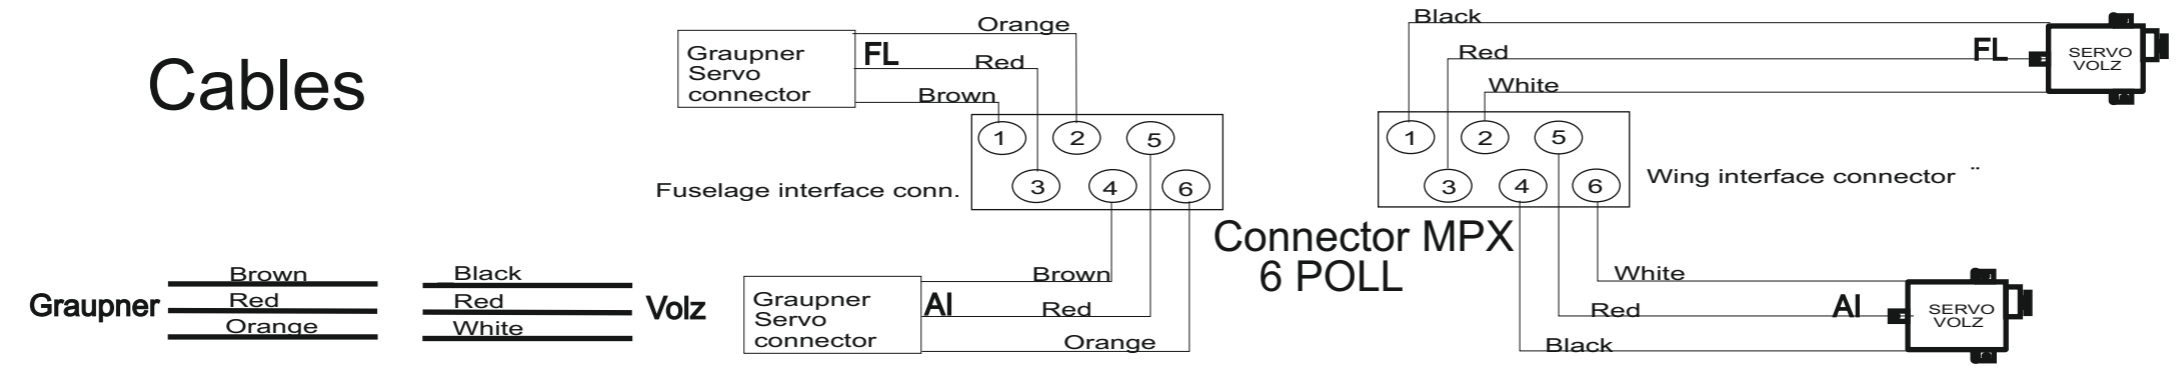 Cables
Graupner
Servo
connector
FL
Orange
Red
Brown
1
2
5
3
4
6
Fuselage interface conn.
Graupner
Servo
connector
AI
Brown
Red
Orange
Connector MPX
6 POLL
Black
Red
White
FL
SERVO
VOLZ
1
2
5
3
4
6
Wing interface connector ¨
White
Red
Black
AI
SERVO
VOLZ
Graupner
Brown
Red
Orange
Black
Red
White
Volz